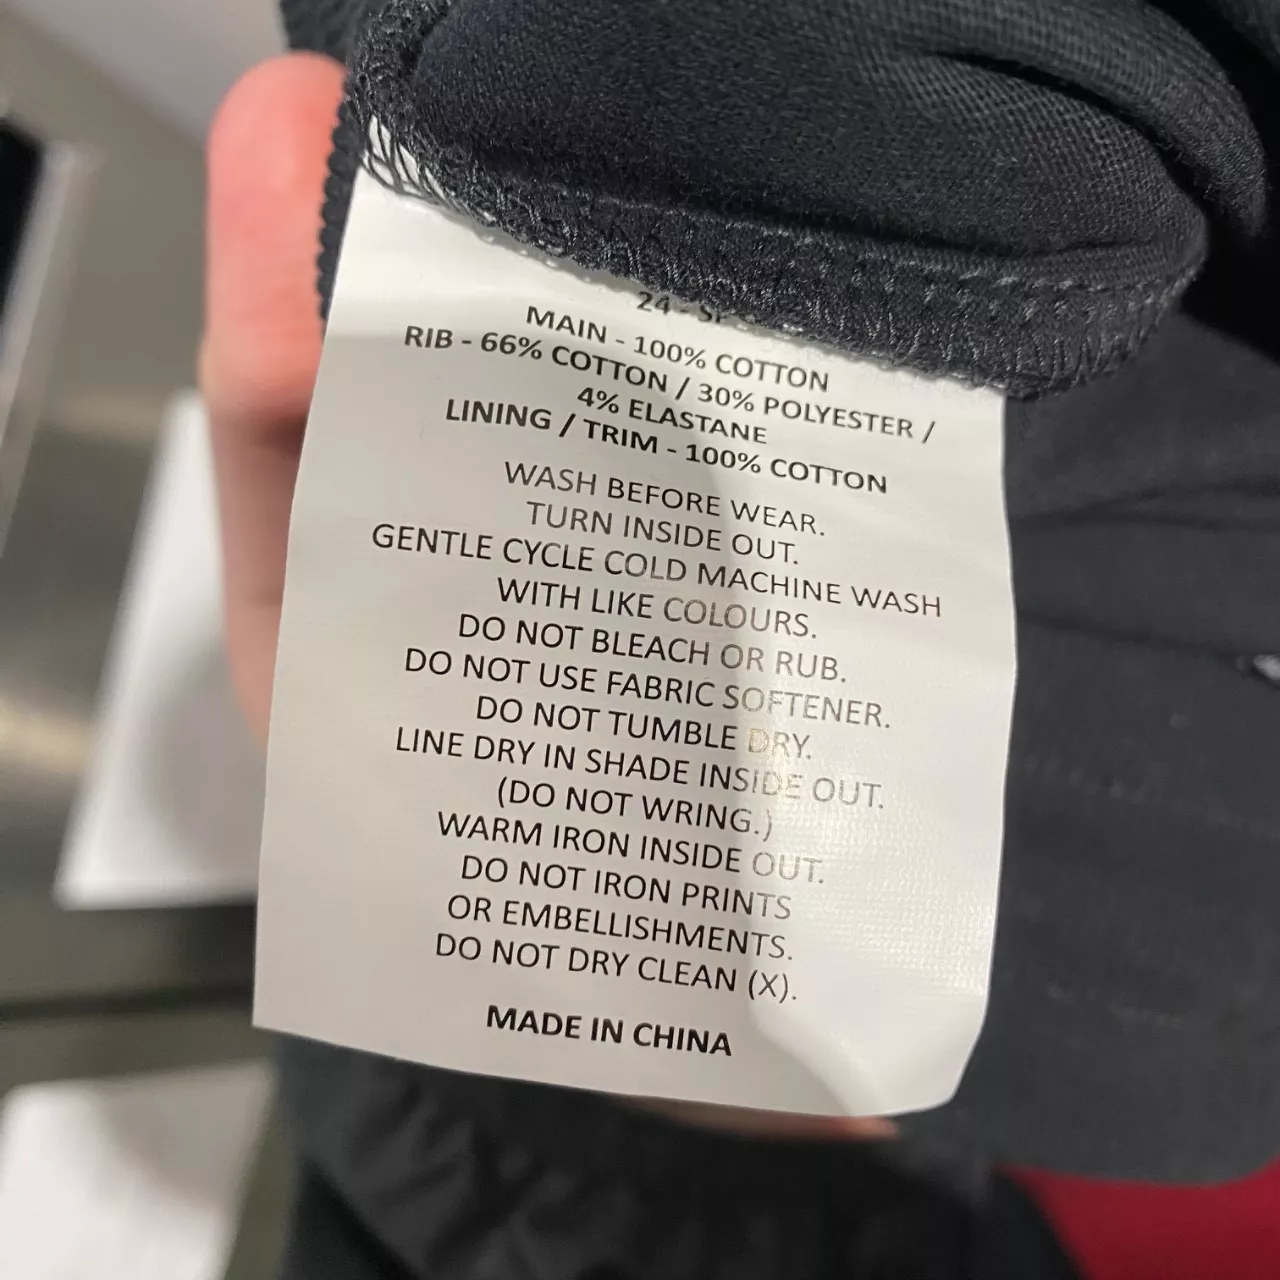 24 -
MAIN - 100% COTTON
RIB - 66% COTTON / 30% POLYESTER /
4% ELASTANE
LINING / TRIM - 100% COTTON
WASH BEFORE WEAR.
TURN INSIDE OUT.
GENTLE CYCLE COLD MACHINE WASH
WITH LIKE COLOURS.
DO NOT BLEACH OR RUB.
DO NOT USE FABRIC SOFTENER.
DO NOT TUMBLE DRY.
LINE DRY IN SHADE INSIDE OUT.
(DO NOT WRING.)
WARM IRON INSIDE OUT.
DO NOT IRON PRINTS
OR EMBELLISHMENTS.
DO NOT DRY CLEAN (X).
MADE IN CHINA